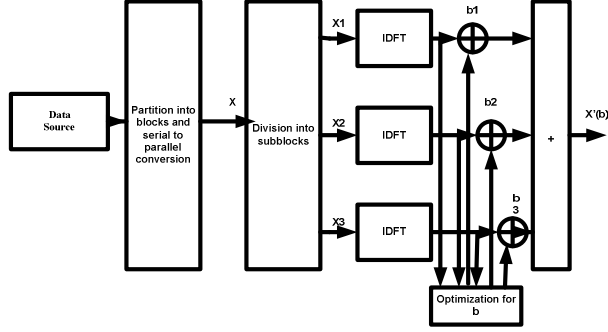 Data
Source
Partition into
blocks and
serial to
parallel
conversion
X
Division into
subblocks
X1
IDFT
b1
X2
IDFT
b2
X3
IDFT
b
3
+
X'(b)
Optimization for
b